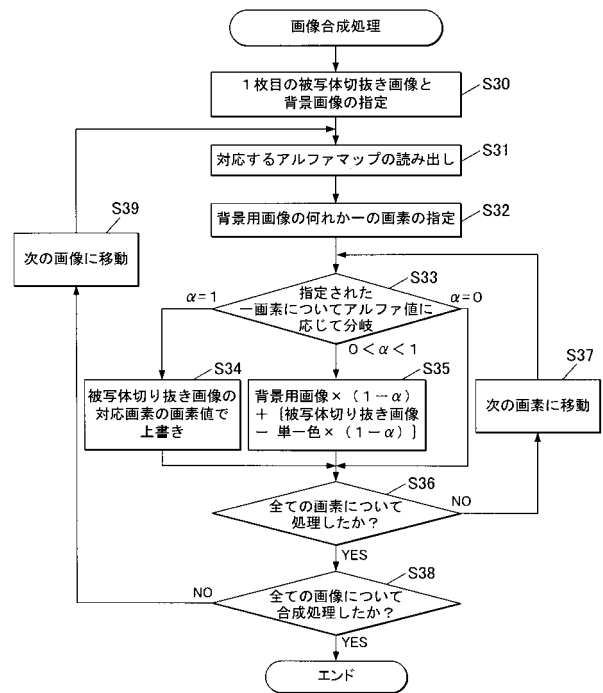 画像合成処理
1枚目の被写体切抜き画像と
背景画像の指定
S30
対応するアルファマップの読み出し
S31
S39
次の画像に移動
背景用画像の何れか一の画素の指定
S32
S33
α=1
指定された
一画素についてアルファ値に
応じて分岐
α=0
0<α<1
S34
被写体切り抜き画像の
対応画素の画素値で
上書き
S35
背景用画像×(1-α)
+ {被写体切り抜き画像
- 単一色×(1-α)}
S37
次の画素に移動
S36
全ての画素について
処理したか?
NO
YES
S38
NO
全ての画像について
合成処理したか?
YES
エンド